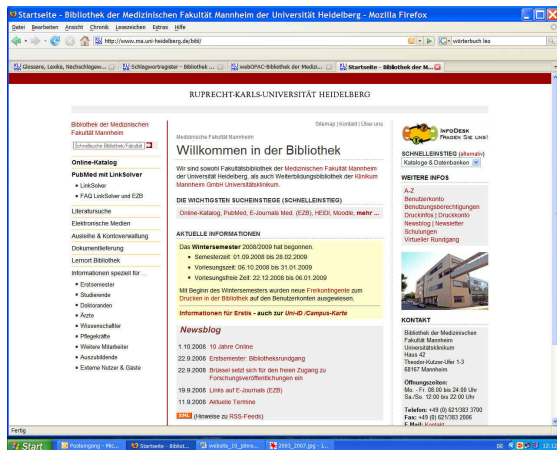 Startseite - Bibliothek der Medizinischen Fakultät Mannheim der Universität Heidelberg - Mozilla Firefox
Datei Bearbeiten Ansicht Chronik Lesezeichen Extras Hilfe
http://www.ma.uni-heidelberg.de/bibl/
wörterbuch leo
Glossare, Lexika, Nachschlagew...
Schlagwortregister - Bibliothek ...
webOPAC-Bibliothek der Medizi...
Startseite - Bibliothek der M...
RUPRECHT-KARLS-UNIVERSITÄT HEIDELBERG
Bibliothek der Medizinischen
Fakultät Mannheim
Schnellsuche Bibliothek/Fakultät
Online-Katalog
PubMed mit LinkSolver
LinkSolver
FAQ LinkSolver und EZB
Literatursuche
Elektronische Medien
Ausleihe & Kontoverwaltung
Dokumentlieferung
Lernort Bibliothek
Informationen speziell für ...
Erstsemester
Studierende
Doktoranden
Ärzte
Wissenschaftler
Pflegekräfte
Weitere Mitarbeiter
Auszubildende
Externe Nutzer & Gäste
Sitemap | Kontakt | Über uns
Medizinische Fakultät Mannheim
Willkommen in der Bibliothek
Wir sind sowohl Fakultätsbibliothek der Medizinischen Fakultät Mannheim
der Universität Heidelberg, als auch Weiterbildungsbibliothek der Klinikum
Mannheim GmbH Universitätsklinikum.
DIE WICHTIGSTEN SUCHEINSTIEGE (SCHNELLEINSTIEG)
Online-Katalog, PubMed, E-Journals Med. (EZB), HEIDI, Moodle, mehr ...
AKTUELLE INFORMATIONEN
Das Wintersemester 2008/2009 hat begonnen.
Semesterzeit: 01.09.2008 bis 28.02.2009
Vorlesungszeit: 06.10.2008 bis 31.01.2009
Vorlesungsfreie Zeit: 22.12.2008 bis 06.01.2009
Mit Beginn des Wintersemesters wurden neue Freikontingente zum
Drucken in der Bibliothek auf den Benutzerkonten ausgewiesen.
Informationen für Erstis - auch zur Uni-ID /Campus-Karte
Newsblog
1.10.2008 10 Jahre Online
22.9.2008 Erstsemester: Bibliotheksrundgang
22.9.2008 Brüssel setzt sich für den freien Zugang zu
Forschungsveröffentlichungen ein
19.9.2008 Links auf E-Journals (EZB)
11.9.2008 Aktuelle Termine
XML (Hinweise zu RSS-Feeds)
INFODESK
FRAGEN SIE UNS!
SCHNELLEINSTIEG (alternativ)
Kataloge & Datenbanken
WEITERE INFOS
A-Z
Benutzerkonto
Benutzungsberechtigungen
Druckinfos | Druckkonto
Newsblog | Newsletter
Schulungen
Virtueller Rundgang
KONTAKT
Bibliothek der Medizinischen
Fakultät Mannheim
Universitätsklinikum
Haus 42
Theodor-Kutzer-Ufer 1-3
68167 Mannheim
Öffnungszeiten:
Mo. - Fr. 08:00 bis 24:00 Uhr
Sa./So. 12:00 bis 22:00 Uhr
Telefon: +49 (0) 621/383 3700
Fax: +49 (0) 621/383 2006
E-Mail: Kontakt
Fertig
Start
Posteingang - Mic...
Startseite - Bibliot...
website_10_jahre...
2003_2007.jpg - I...
DE
12:12